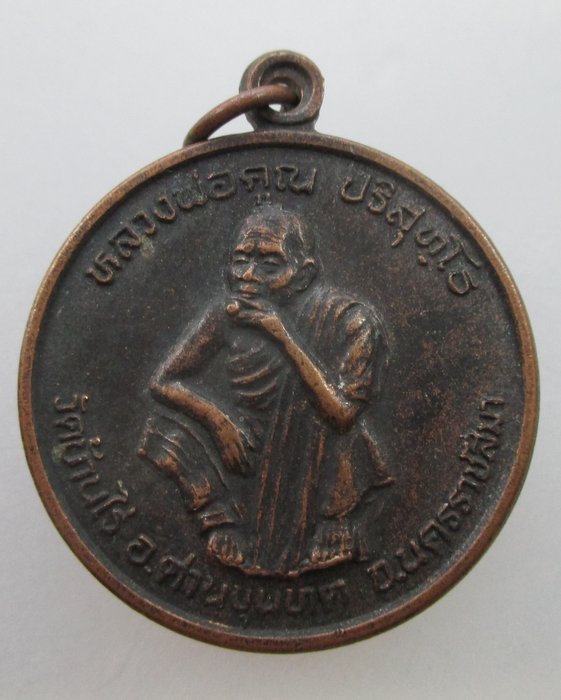 หลวงพ่อคูณ ปริสุทฺโธ
วัดบ้านไร่ อ.ด่านขุนทด จ.นครราชสีมา